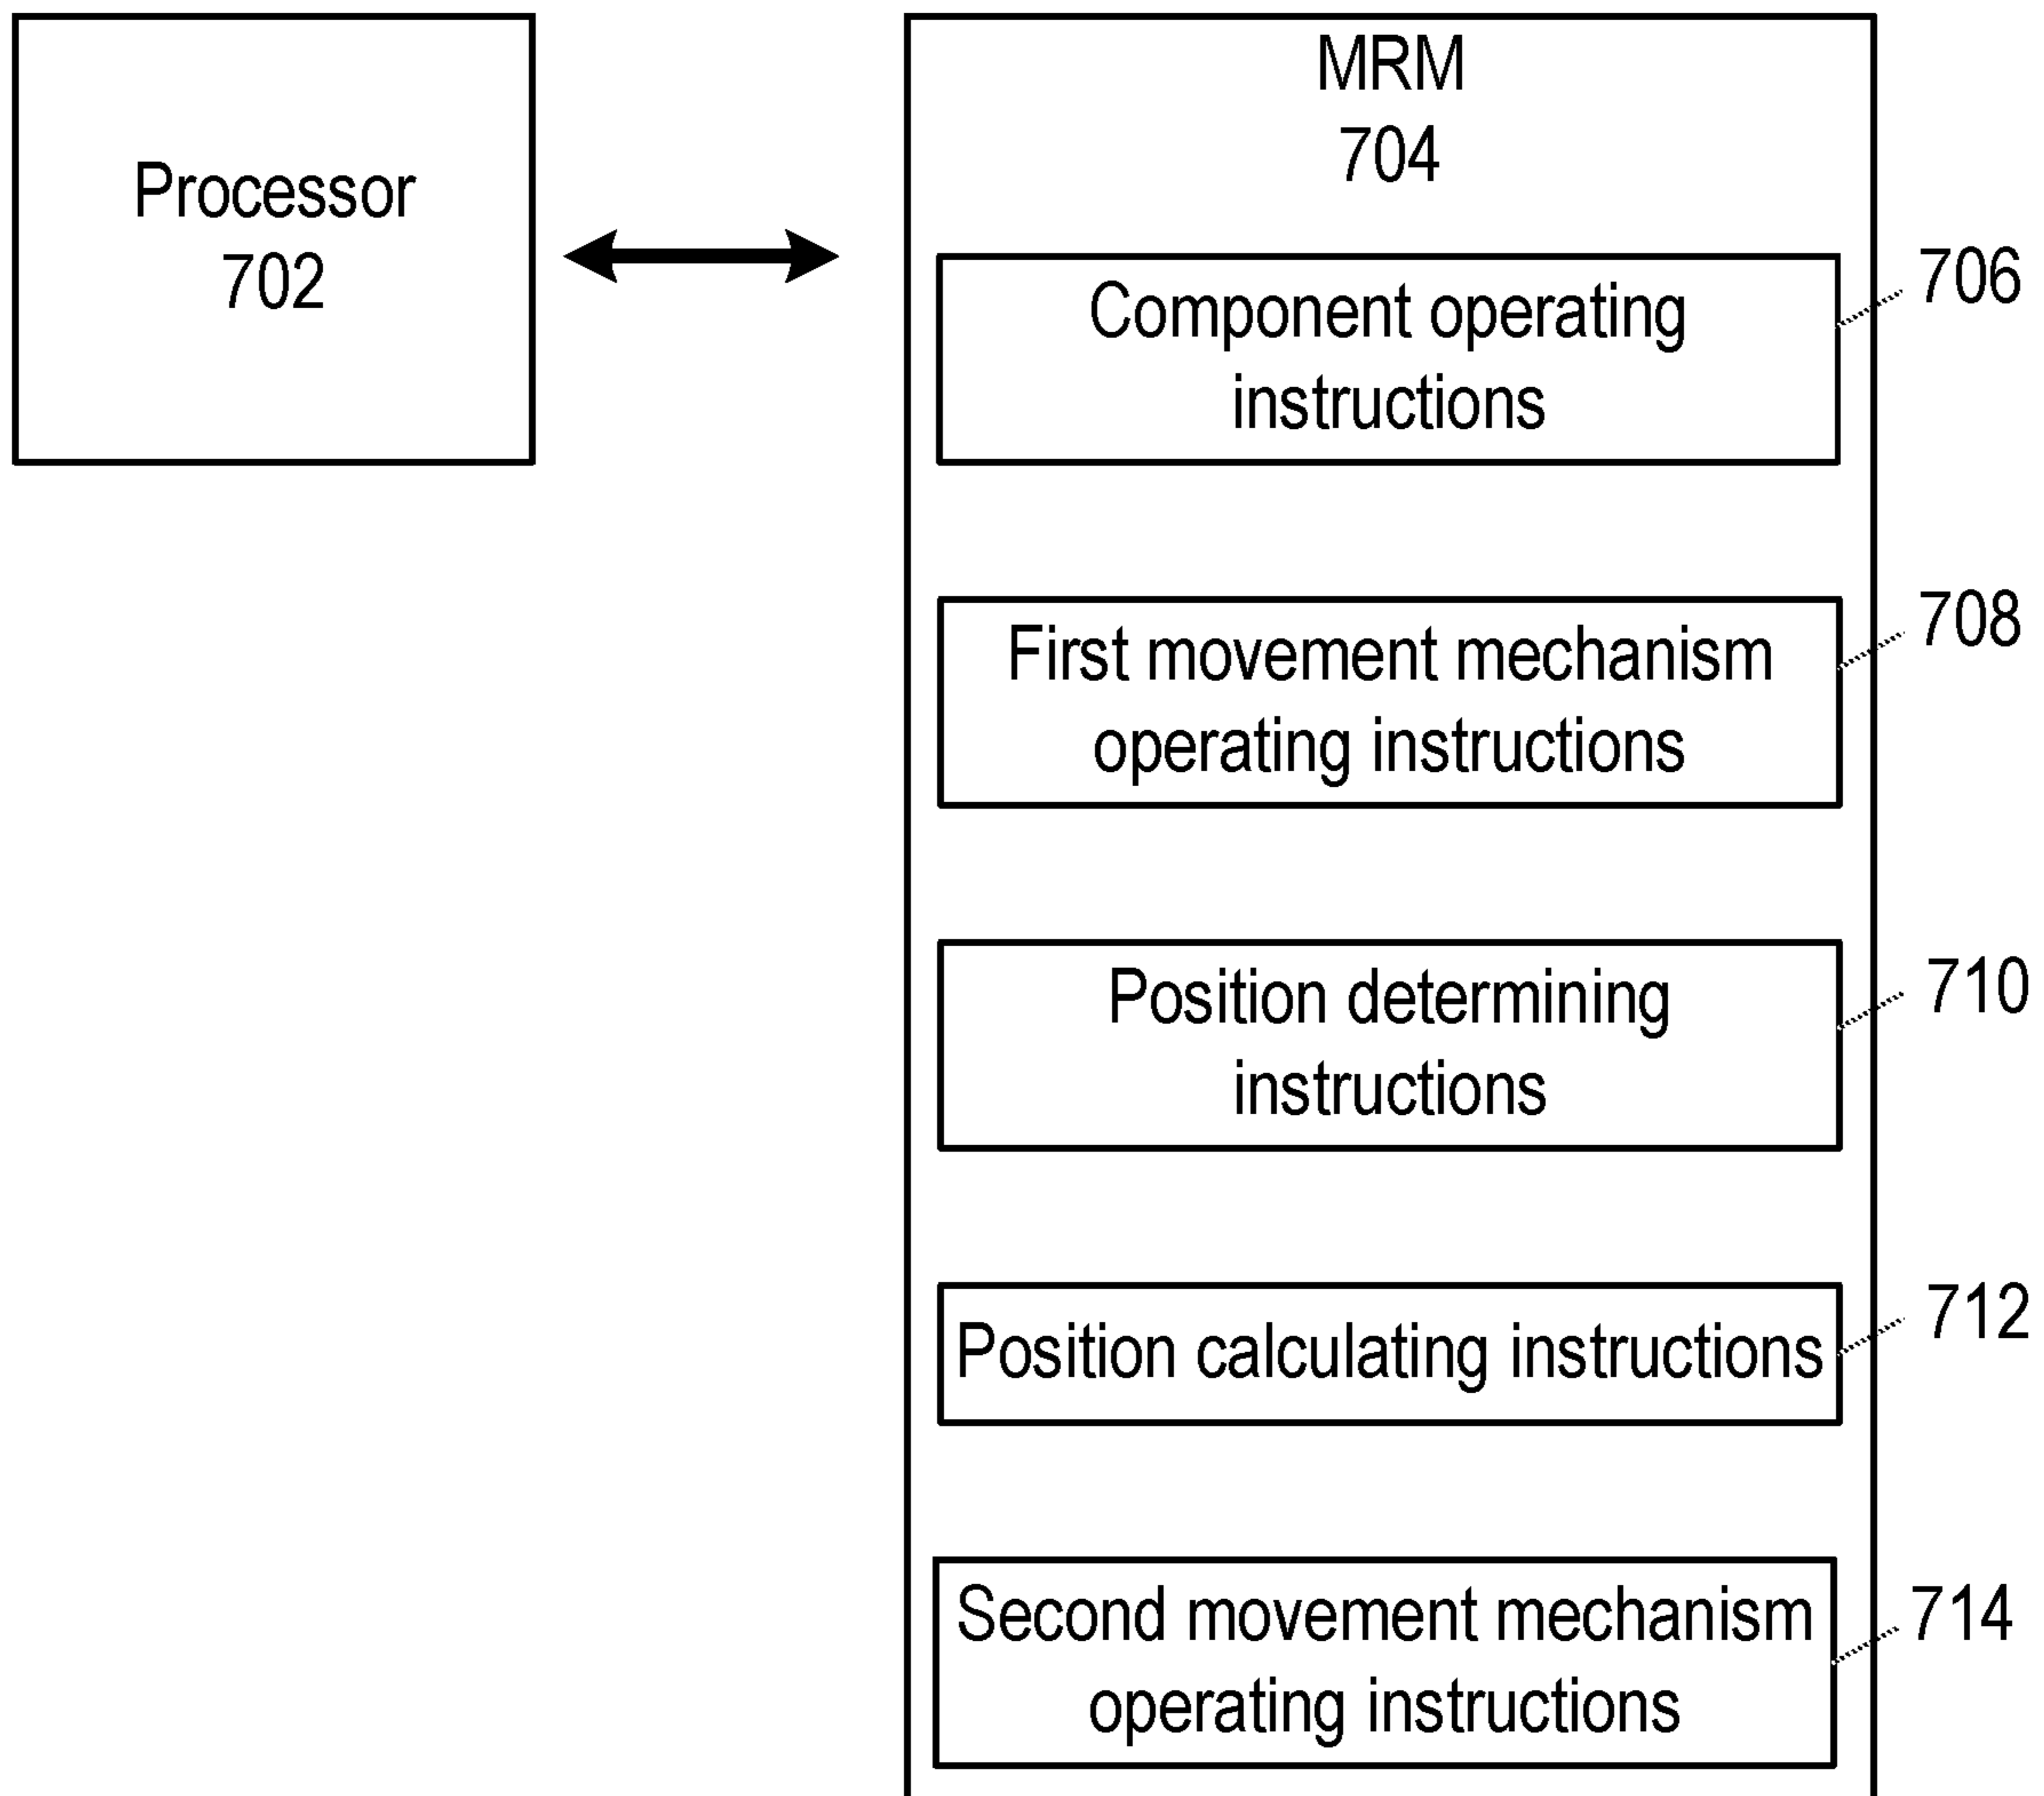 Processor
702
MRM
704
Component operating
instructions
706
First movement mechanism
operating instructions
708
Position determining
instructions
710
Position calculating instructions
712
Second movement mechanism
operating instructions
714